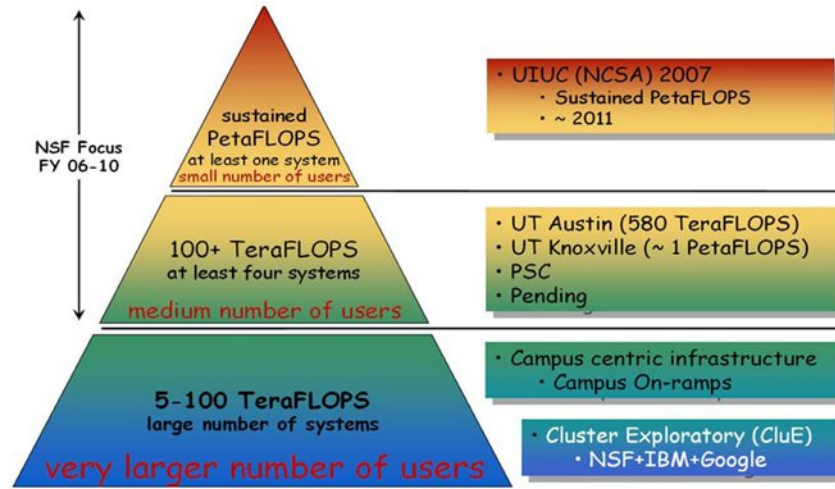 NSF Focus
FY 06-10
sustained
PetaFLOPS
at least one system
small number of users
• UIUC (NCSA) 2007
• Sustained PetaFLOPS
• ~ 2011
100+ TeraFLOPS
at least four systems
medium number of users
• UT Austin (580 TeraFLOPS)
• UT Knoxville (~ 1 PetaFLOPS)
• PSC
• Pending
5-100 TeraFLOPS
large number of systems
very larger number of users
• Campus centric infrastructure
• Campus On-ramps
• Cluster Exploratory (CluE)
• NSF+IBM+Google